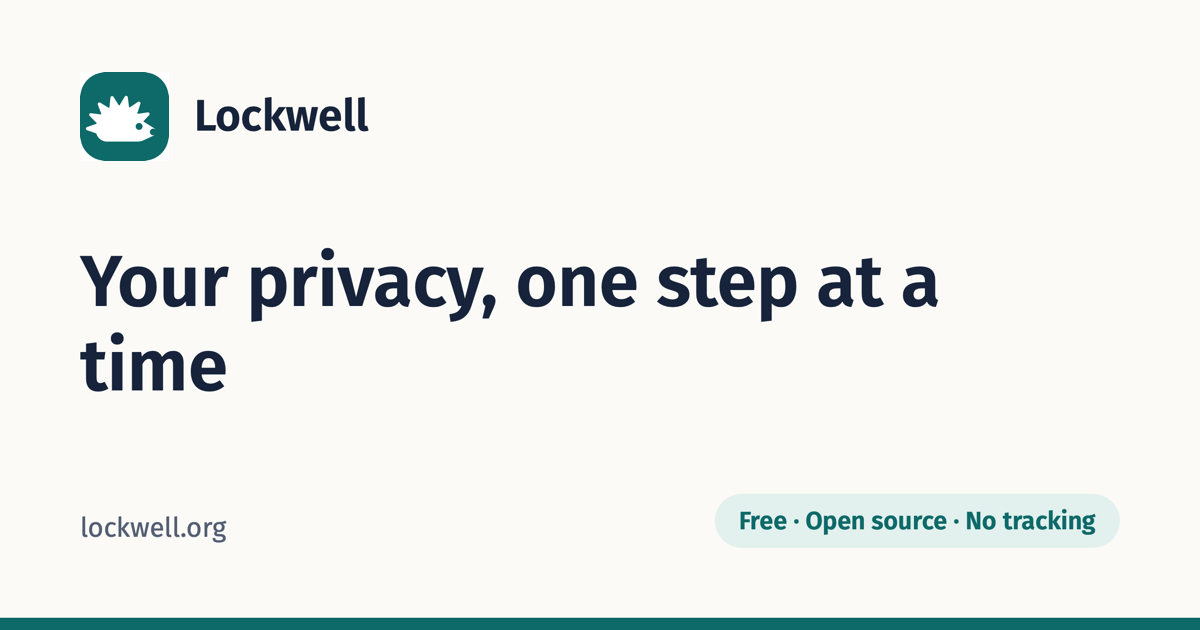 Lockwell
Your privacy, one step at a
time
lockwell.org
Free · Open source · No tracking